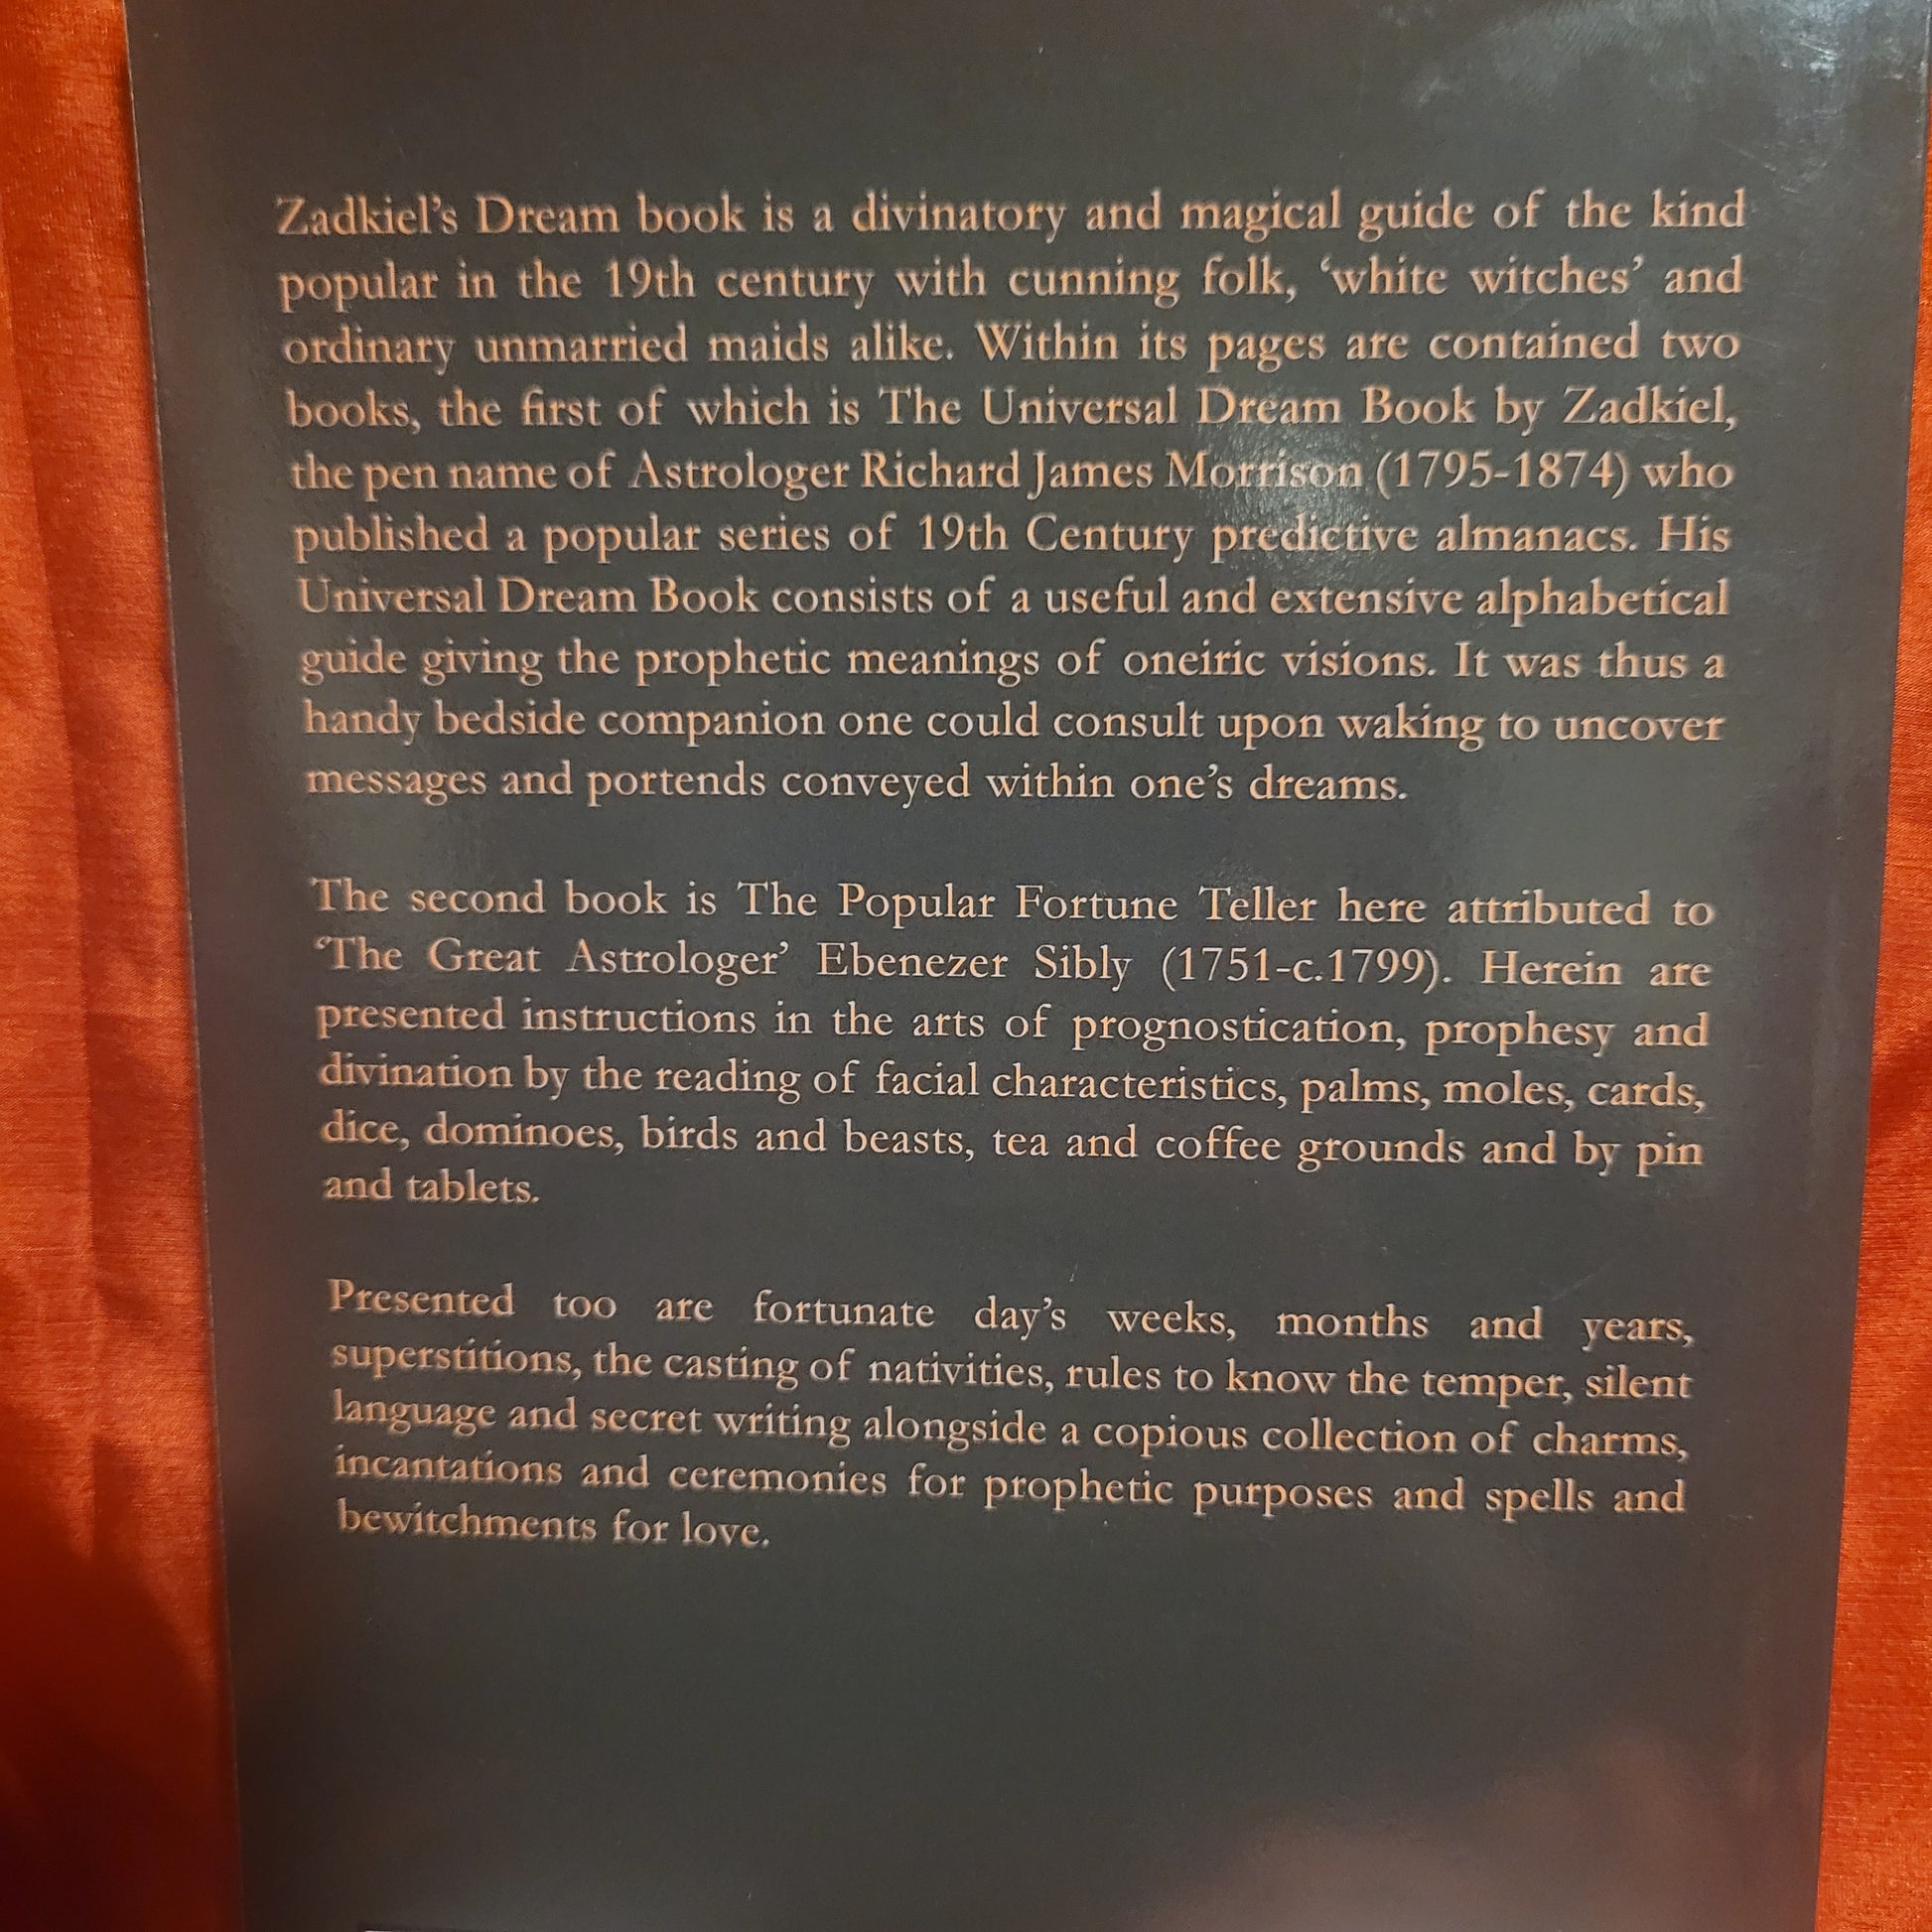 Zadkiel’s Dream book is a divinatory and magical guide of the kind
popular in the 19th century with cunning folk, ‘white witches’ and
ordinary unmarried maids alike. Within its pages are contained two
books, the first of which is The Universal Dream Book by Zadkiel,
the pen name of Astrologer Richard James Morrison (1795-1874) who
published a popular series of 19th Century predictive almanacs. His
Universal Dream Book consists of a useful and extensive alphabetical
guide giving the prophetic meanings of oneiric visions. It was thus a
handy bedside companion one could consult upon waking to uncover
messages and portends conveyed within one’s dreams.
The second book is The Popular Fortune Teller here attributed to
‘The Great Astrologer’ Ebenezer Sibly (1751-c.1799). Herein are
presented instructions in the arts of prognostication, prophesy and
divination by the reading of facial characteristics, palms, moles, cards,
dice, dominoes, birds and beasts, tea and coffee grounds and by pin
and tablets.
Presented too are fortunate day’s weeks, months and years,
superstitions, the casting of nativities, rules to know the temper, silent
language and secret writing alongside a copious collection of charms,
incantations and ceremonies for prophetic purposes and spells and
bewitchments for love.